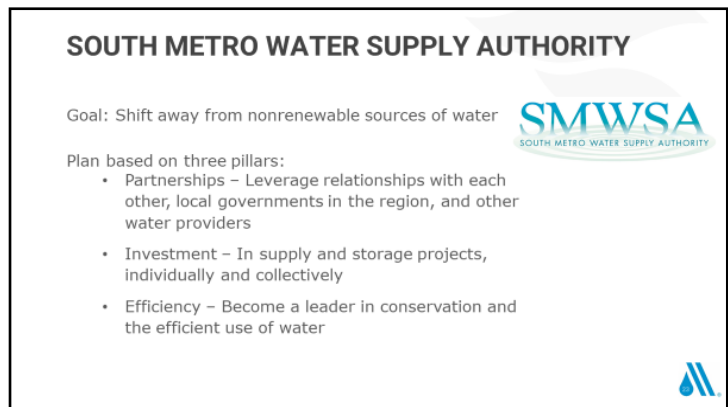 SOUTH METRO WATER SUPPLY AUTHORITY
Goal: Shift away from nonrenewable sources of water
SMWSA
SOUTH METRO WATER SUPPLY AUTHORITY
Plan based on three pillars:
• Partnerships – Leverage relationships with each
other, local governments in the region, and other
water providers
• Investment – In supply and storage projects,
individually and collectively
• Efficiency – Become a leader in conservation and
the efficient use of water